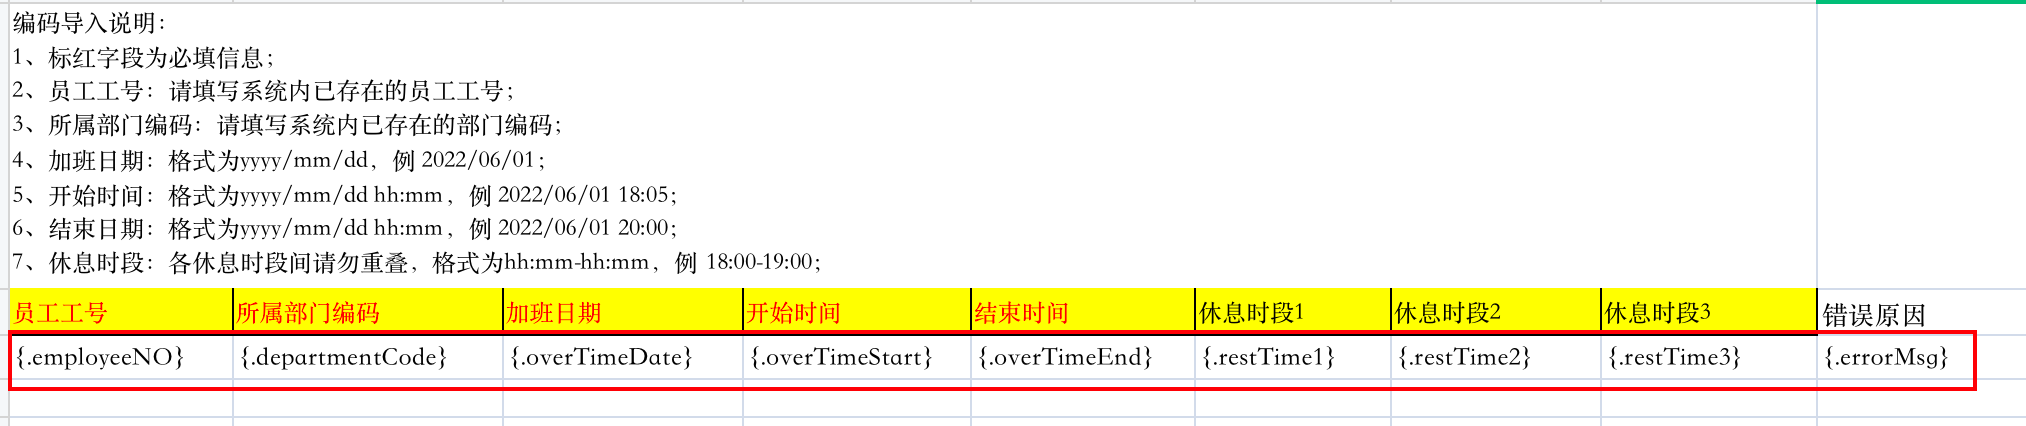 编码导入说明：
1、标红字段为必填信息；
2、员工工号：请填写系统内已存在的员工工号；
3、所属部门编码：请填写系统内已存在的部门编码；
4、加班日期：格式为yyyy/mm/dd，例 2022/06/01；
5、开始时间：格式为yyyy/mm/dd hh:mm，例 2022/06/01 18:05；
6、结束日期：格式为yyyy/mm/dd hh:mm，例 2022/06/01 20:00；
7、休息时段：各休息时段间请勿重叠，格式为hh:mm-hh:mm，例 18:00-19:00；
员工工号 所属部门编码 加班日期 开始时间 结束时间 休息时段1 休息时段2 休息时段3 错误原因
{.employeeNO} {.departmentCode} {.overTimeDate} {.overTimeStart} {.overTimeEnd} {.restTime1} {.restTime2} {.restTime3} {.errorMsg}